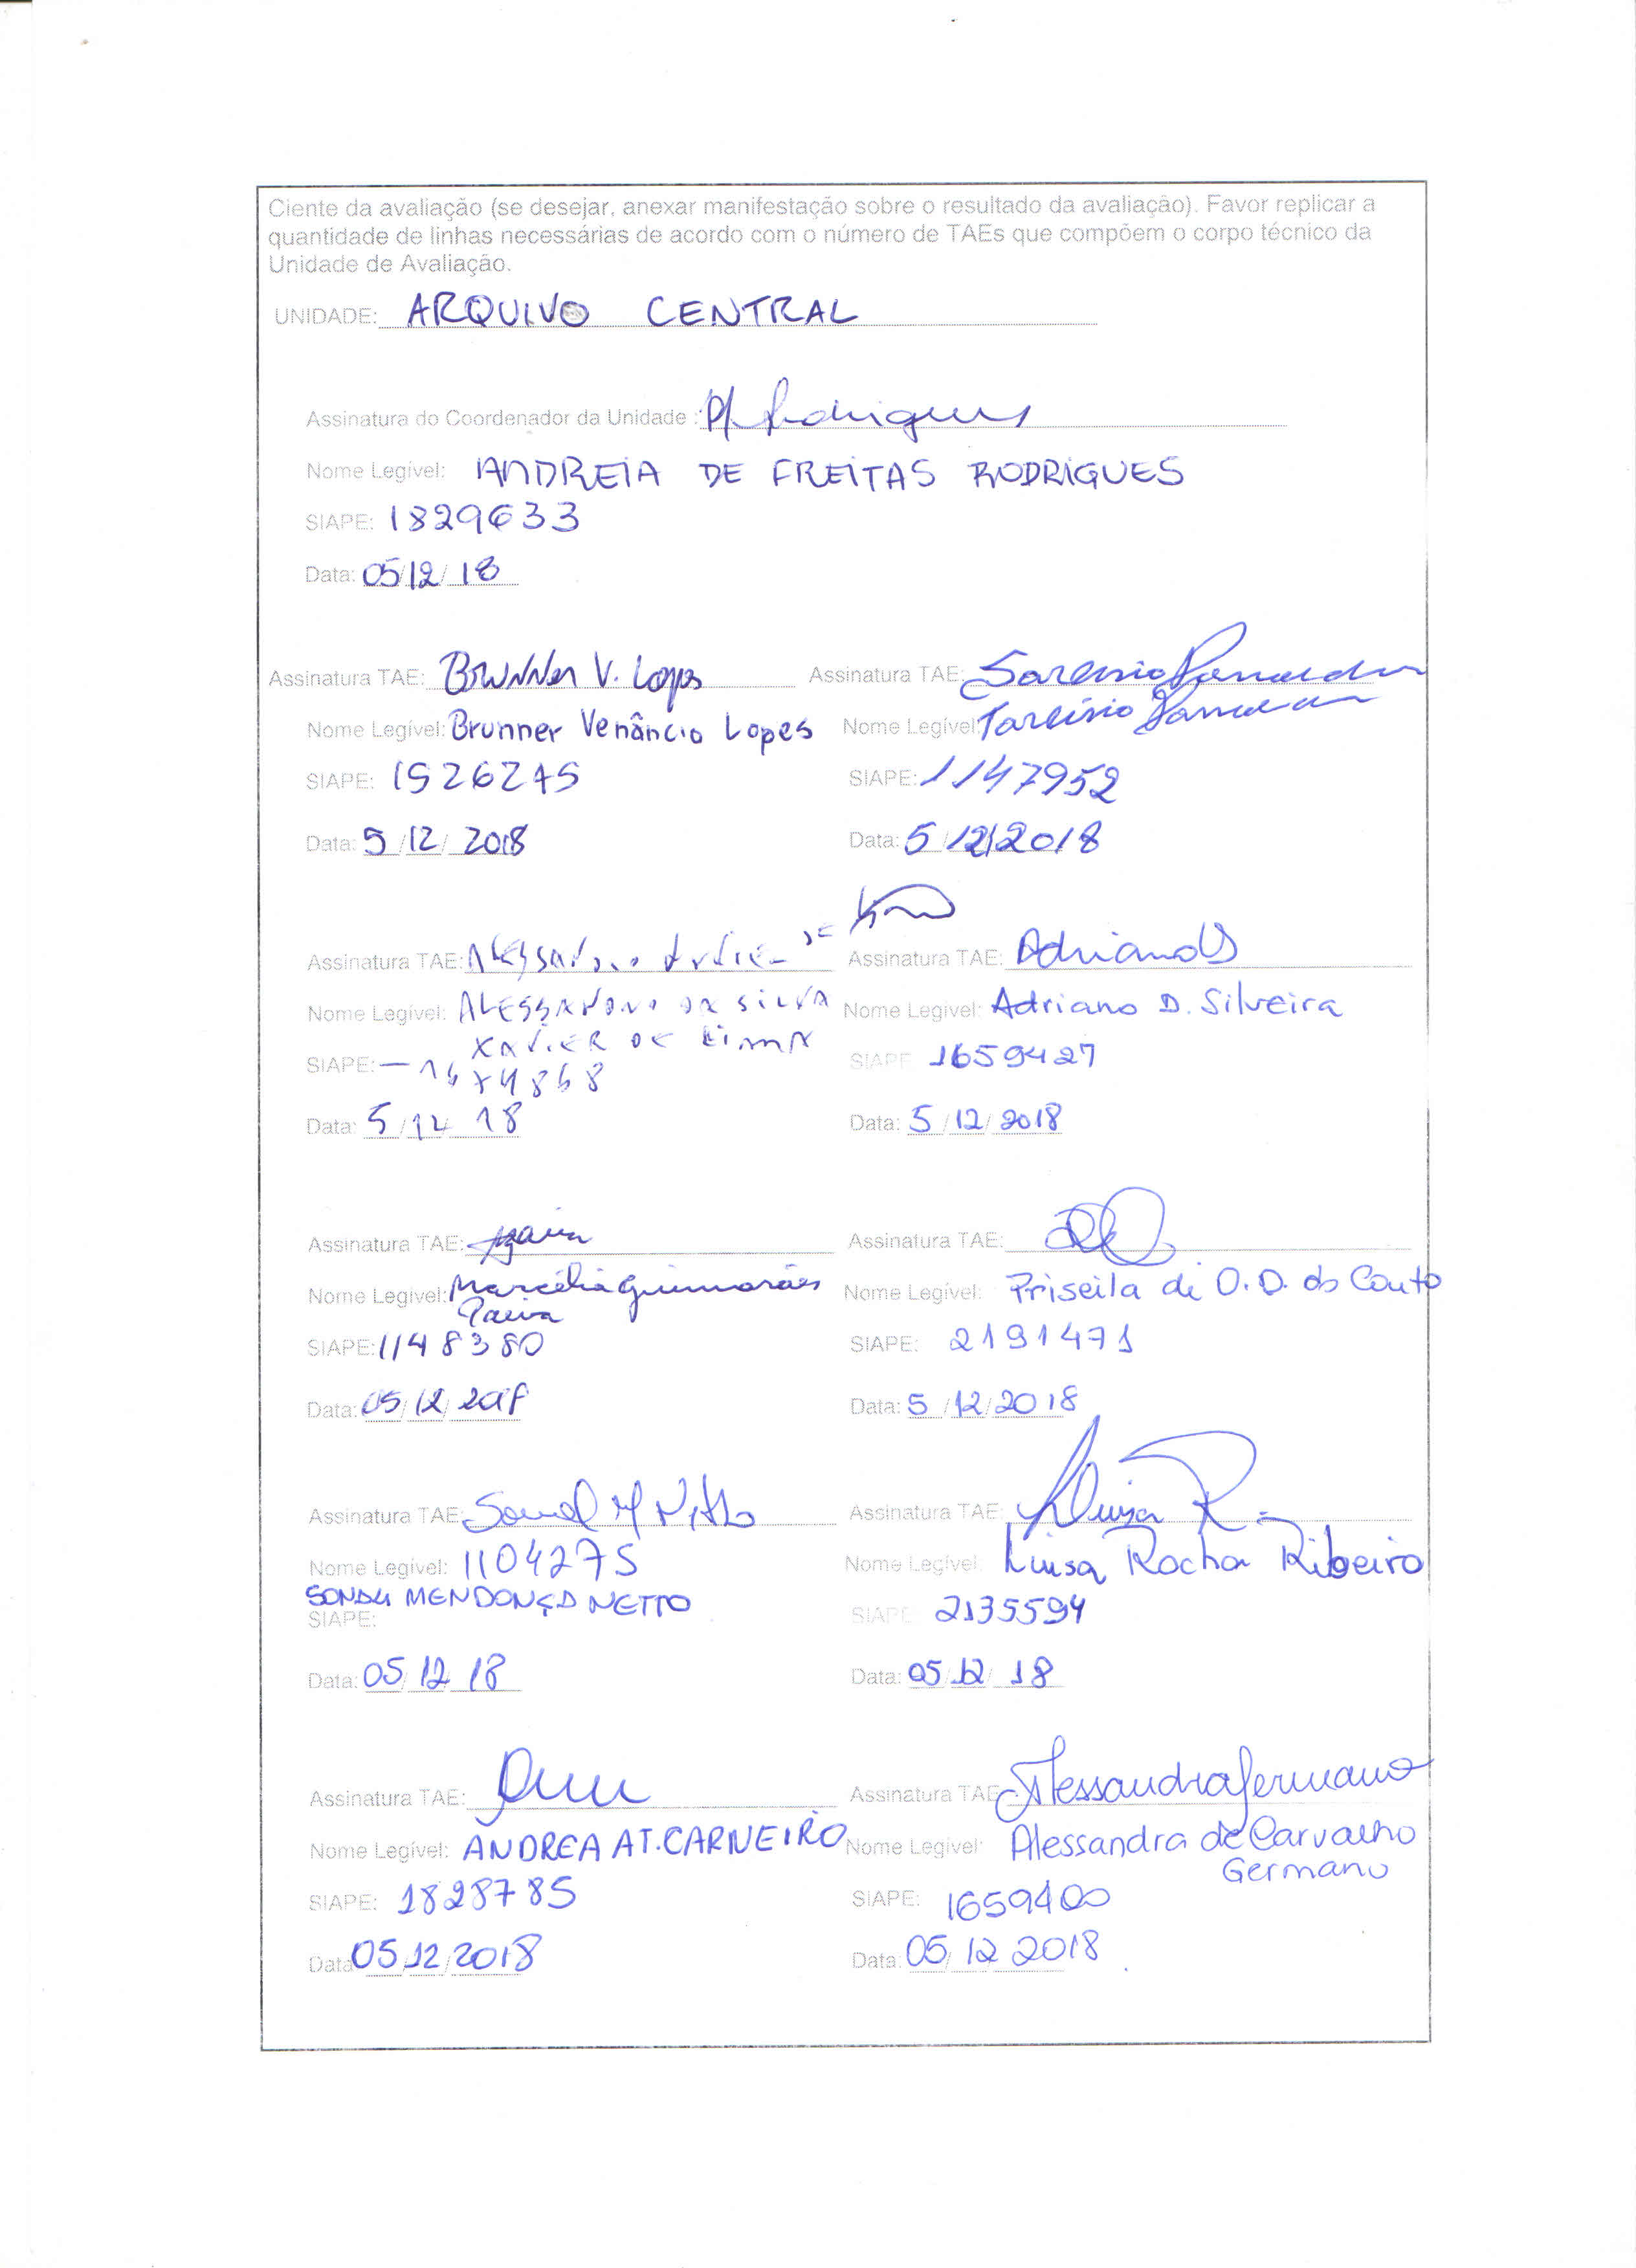 Ciente da avaliação (se desejar, anexar manifestação sobre o resultado da avaliação). Favor replicar a
quantidade de linhas necessárias de acordo com o número de TAEs que compõem o corpo técnico da
Unidade de Avaliação.
UNIDADE: ARQUIVO CENTRAL
Assinatura do Coordenador da Unidade : Rodrigues
Nome Legível: ANDREIA DE FREITAS RODRIGUES
SIAPE: 1829633
Data: 05/12/ 18
Assinatura TAE: Brunner V. Lopes
Nome Legível: Brunner Venâncio Lopes
SIAPE: 1526275
Data: 5 /12/ 2018
Assinatura TAE:
Nome Legível:
SIAPE: 1147952
Data: 5 /12/2018
Assinatura TAE:
Nome Legível: ALESSANDRO DA SILVA
XAVIER DE LIMA
SIAPE:
Data: 5 /12/ 18
Assinatura TAE: Adriano
Nome Legível: Adriano D. Silveira
SIAPE 1659427
Data: 5 /12/ 2018
Assinatura TAE:
Nome Legível: Marcélia Guimarães
Paiva
SIAPE: 1148380
Data: 05/12/2018
Assinatura TAE:
Nome Legível: Priscila de O. D. do Couto
SIAPE: 2191471
Data: 5 /12/2018
Assinatura TAE:
Nome Legível: 1104275
MENDONÇA NETTO
SIAPE:
Data: 05/12/18
Assinatura TAE: Luisa R.
Nome Legível: Luisa Rocha Ribeiro
SIAPE 2135594
Data: 05/12/ 18
Assinatura TAE:
Nome Legível: ANDREA AT. CARNEIRO
SIAPE: 1828785
Data 05/12/2018
Assinatura TAE: Alessandra Germano
Nome Legível: Alessandra de Carvalho
Germano
SIAPE: 1659400
Data: 05/12/2018